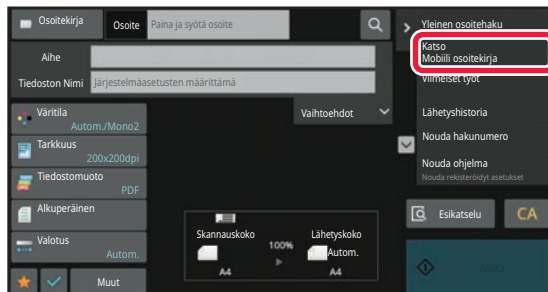 Osoitekirja
Osoite
Paina ja syötä osoite
Yleinen osoitehaku
Katso
Mobiili osoitekirja
Viimeiset työt
Lähetyshistoria
Nouda hakunumero
Nouda ohjelma
Nouda rekisteröidyt asetukset
Aihe
Tiedoston Nimi
Järjestelmäasetusten määrittämä
Vaihtoehdot
Väritila
Autom./Mono2
Tarkkuus
200x200dpi
Tiedostomuoto
PDF
Alkuperäinen
Valotus
Autom.
Muut
Skannauskoko
A4
100%
Lähetyskoko
Autom.
A4
Esikatselu
CA